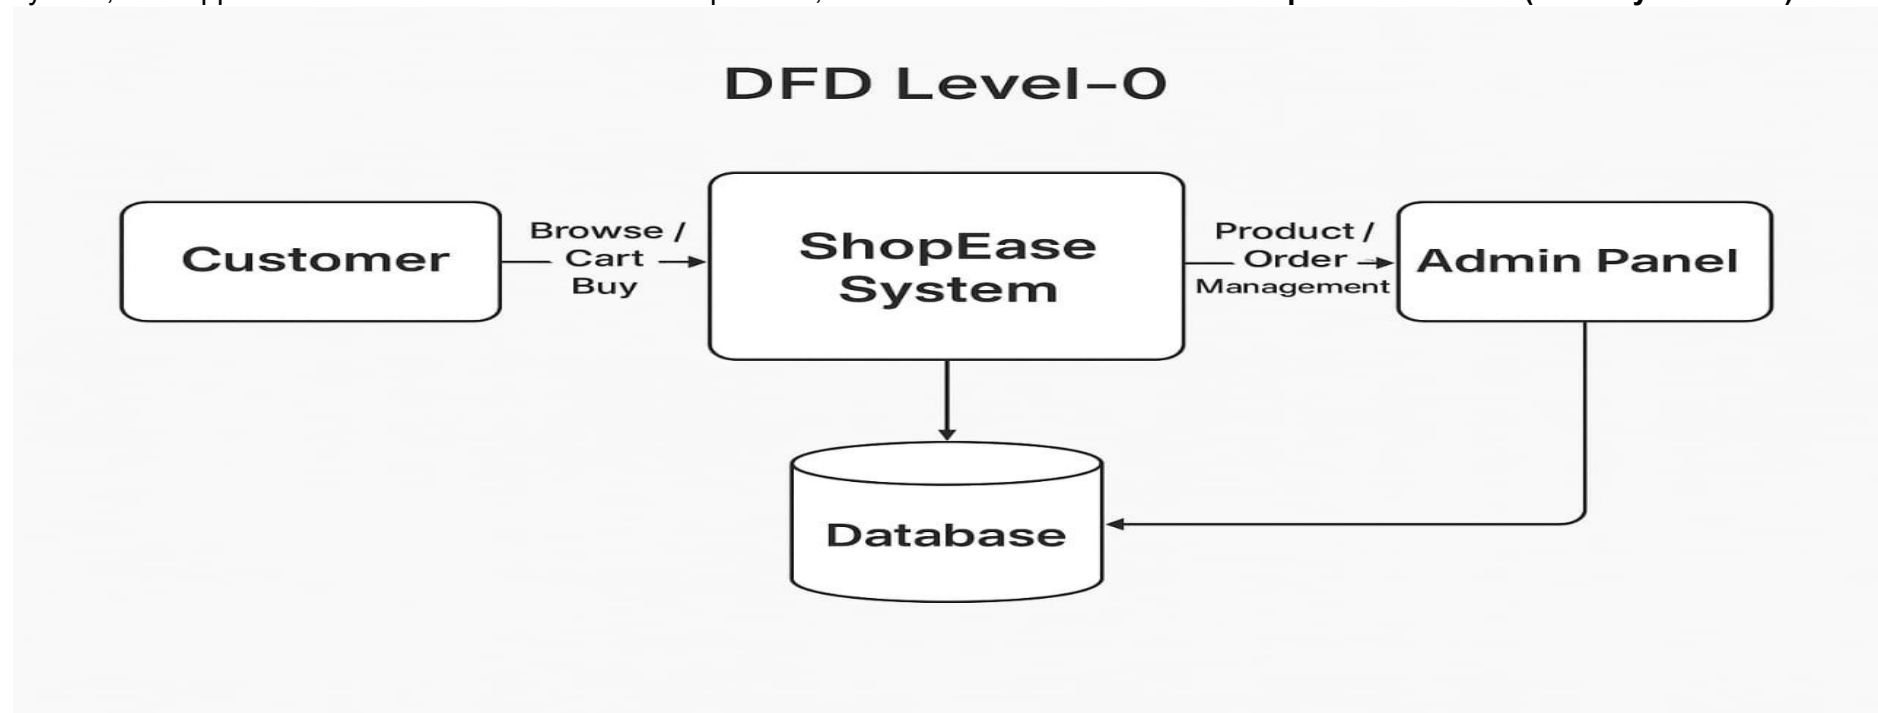 DFD Level-0
Customer
Browse /
Cart
Buy
ShopEase
System
Product /
Order
Management
Admin Panel
Database